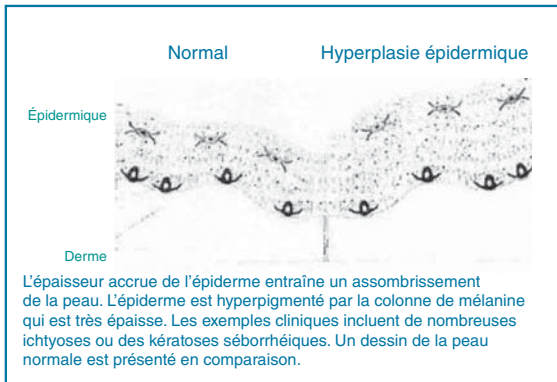 Normal
Hyperplasie épidermique
Épidermique
Derme
L'épaisseur accrue de l'épiderme entraîne un assombrissement
de la peau. L'épiderme est hyperpigmenté par la colonne de mélanine
qui est très épaisse. Les exemples cliniques incluent de nombreuses
ichtyoses ou des kératoses séborrhéiques. Un dessin de la peau
normale est présenté en comparaison.